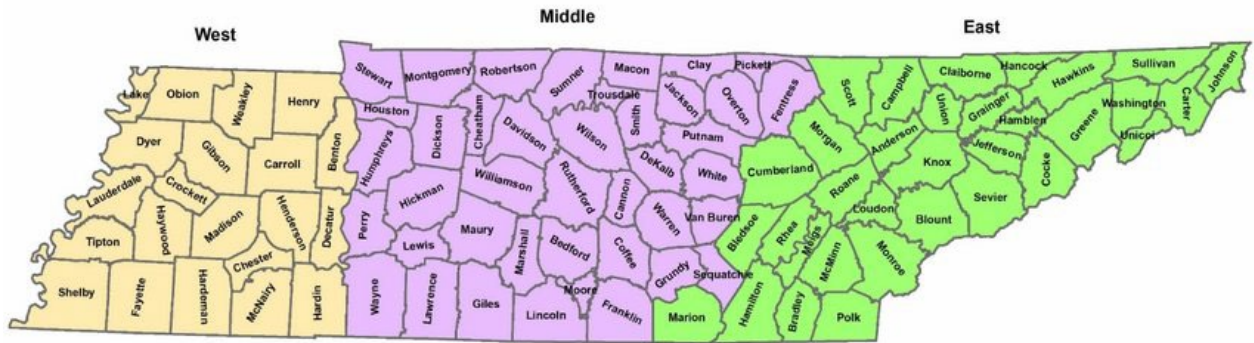 West
Middle
East
Lake
Obion
Weakley
Henry
Dyer
Gibson
Carroll
Benton
Lauderdale
Crockett
Haywood
Madison
Henderson
Decatur
Tipton
Chester
Shelby
Fayette
Hardeman
McNairy
Hardin
Stewart
Montgomery
Robertson
Sumner
Macon
Trousdale
Clay
Pickett
Houston
Dickson
Cheatham
Davidson
Wilson
Smith
Jackson
Overton
Fentress
Humphreys
Putnam
DeKalb
White
Hickman
Williamson
Rutherford
Cannon
Warren
Van Buren
Perry
Lewis
Maury
Marshall
Bedford
Coffee
Grundy
Sequatchie
Wayne
Lawrence
Giles
Lincoln
Moore
Franklin
Scott
Campbell
Claiborne
Hancock
Hawkins
Sullivan
Johnson
Morgan
Anderson
Union
Grainger
Hamblen
Greene
Washington
Carter
Unicoi
Cumberland
Roane
Knox
Jefferson
Cocke
Sevier
Bledsoe
Rhea
Meigs
Loudon
Blount
McMinn
Monroe
Marion
Hamilton
Bradley
Polk